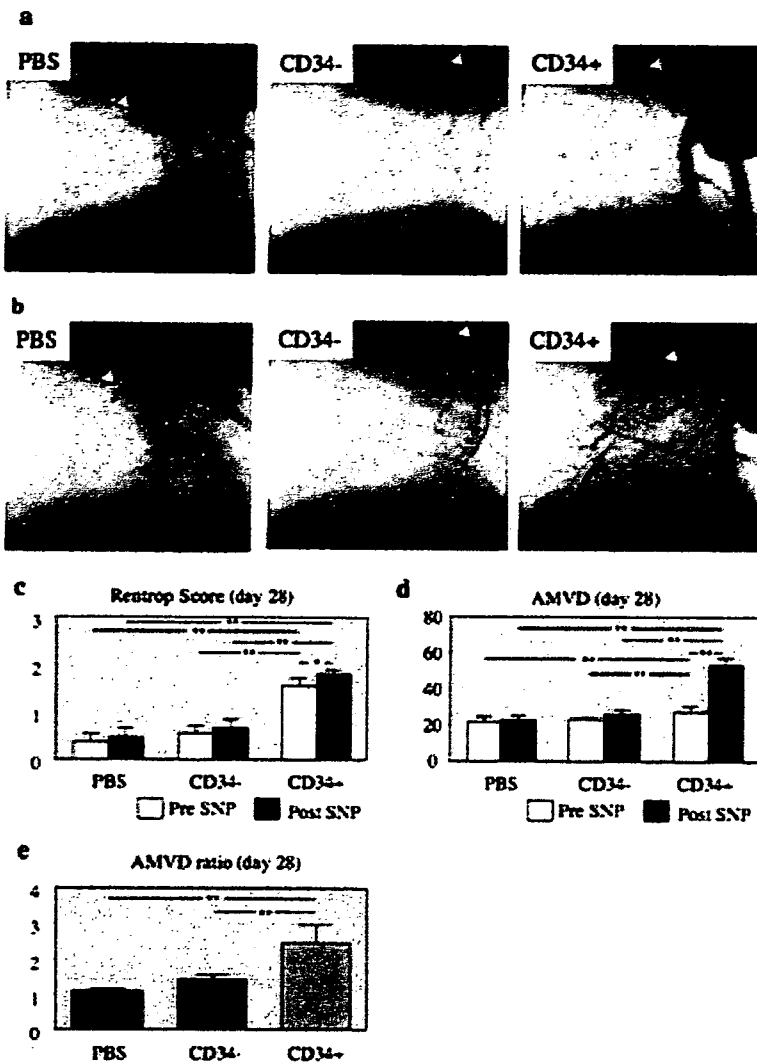 a
PBS CD34- CD34+
b
PBS CD34- CD34+
c Rentrop Score (day 28)
3
2
1
0
** ** ** ** *
PBS CD34- CD34+
Pre SNP Post SNP
d AMVD (day 28)
80
60
40
20
0
** ** ** ** **
PBS CD34- CD34+
Pre SNP Post SNP
e AMVD ratio (day 28)
4
3
2
1
0
** **
PBS CD34- CD34+